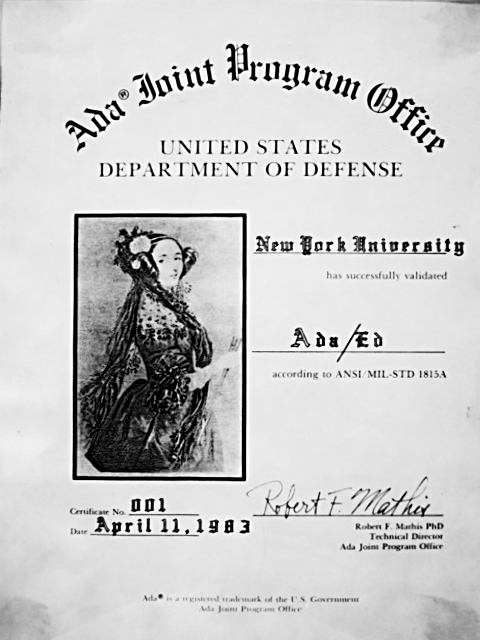 Ada® Joint Program Office
UNITED STATES
DEPARTMENT OF DEFENSE
New York University
has successfully validated
Ada/Ed
according to ANSI/MIL-STD 1815A
Certificate No. 001
Date April 11, 1983
Robert F. Mathis
Robert F. Mathis PhD
Technical Director
Ada Joint Program Office
Ada® is a registered trademark of the U.S. Government
Ada Joint Program Office